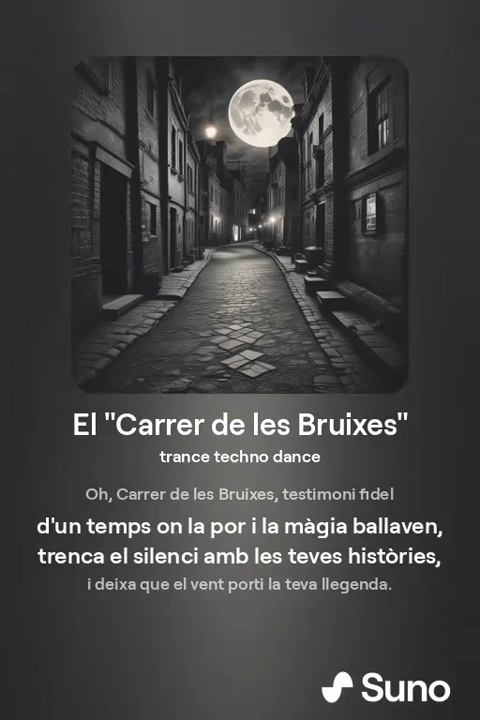 El "Carrer de les Bruixes"
trance techno dance
Oh, Carrer de les Bruixes, testimoni fidel
d'un temps on la por i la màgia ballaven,
trenca el silenci amb les teves històries,
i deixa que el vent porti la teva llegenda.
Suno